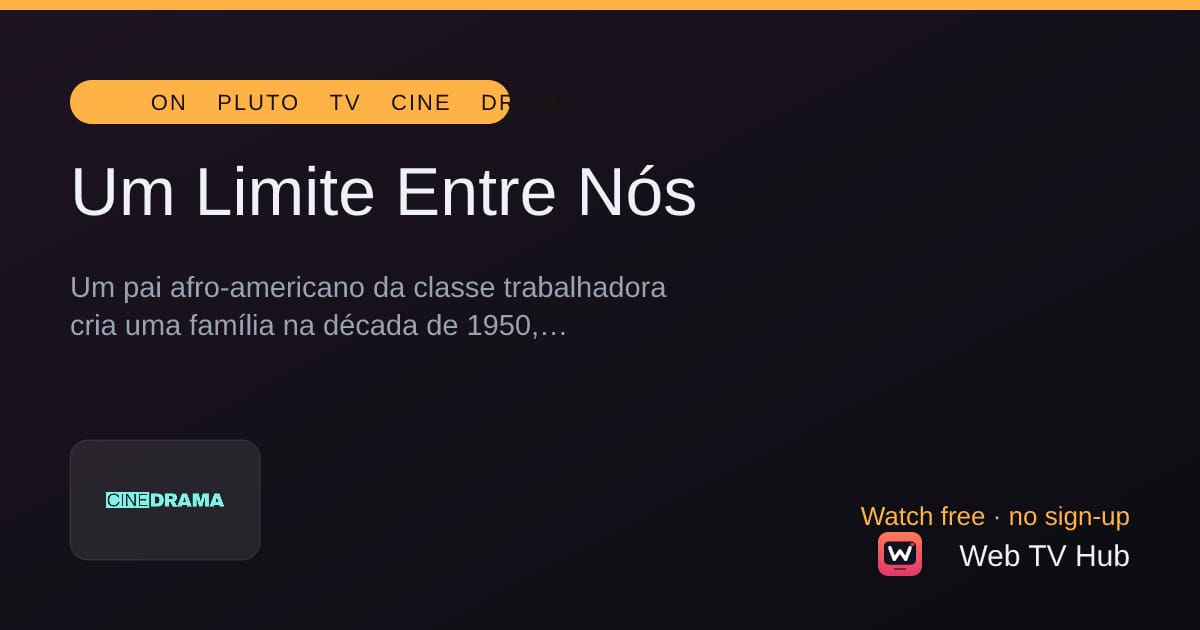 ON PLUTO TV CINE DRAMA
Um Limite Entre Nós
Um pai afro-americano da classe trabalhadora
cria uma família na década de 1950,…
CINEDRAMA
Watch free · no sign-up
W
Web TV Hub